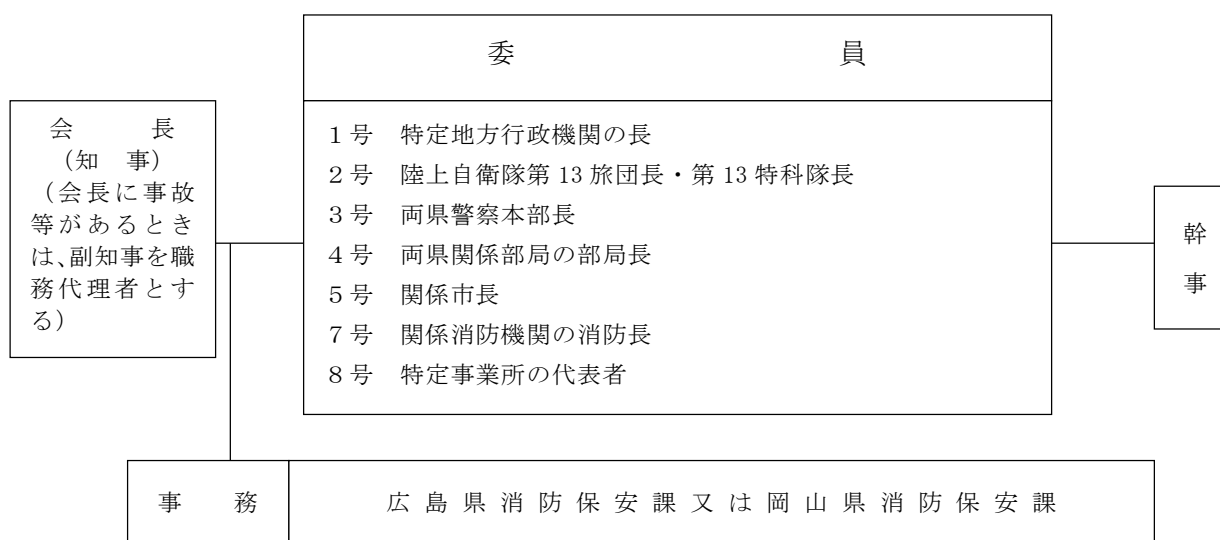 委員
会長
（知事）
（会長に事故
等があるとき
は、副知事を職
務代理者とす
る）
１号　特定地方行政機関の長
２号　陸上自衛隊第 13 旅団長・第 13 特科隊長
３号　両県警察本部長
４号　両県関係部局の部局長
５号　関係市長
７号　関係消防機関の消防長
８号　特定事業所の代表者
幹
事
事務
広島県消防保安課又は岡山県消防保安課